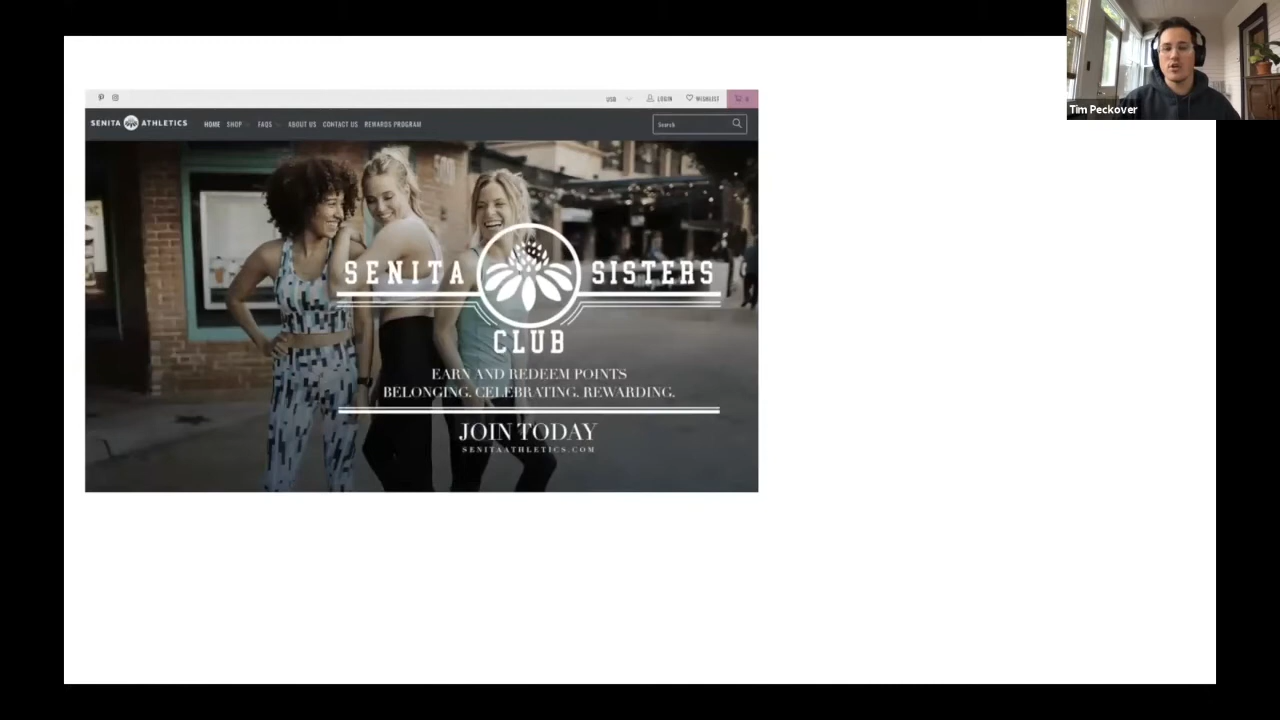 Tim Peckover
USD
LOGIN
WISHLIST
0
SENITA ATHLETICS
HOME SHOP FAQS ABOUT US CONTACT US REWARDS PROGRAM
Search
SENITA SISTERS
CLUB
EARN AND REDEEM POINTS
BELONGING. CELEBRATING. REWARDING.
JOIN TODAY
SENITAATHLETICS.COM